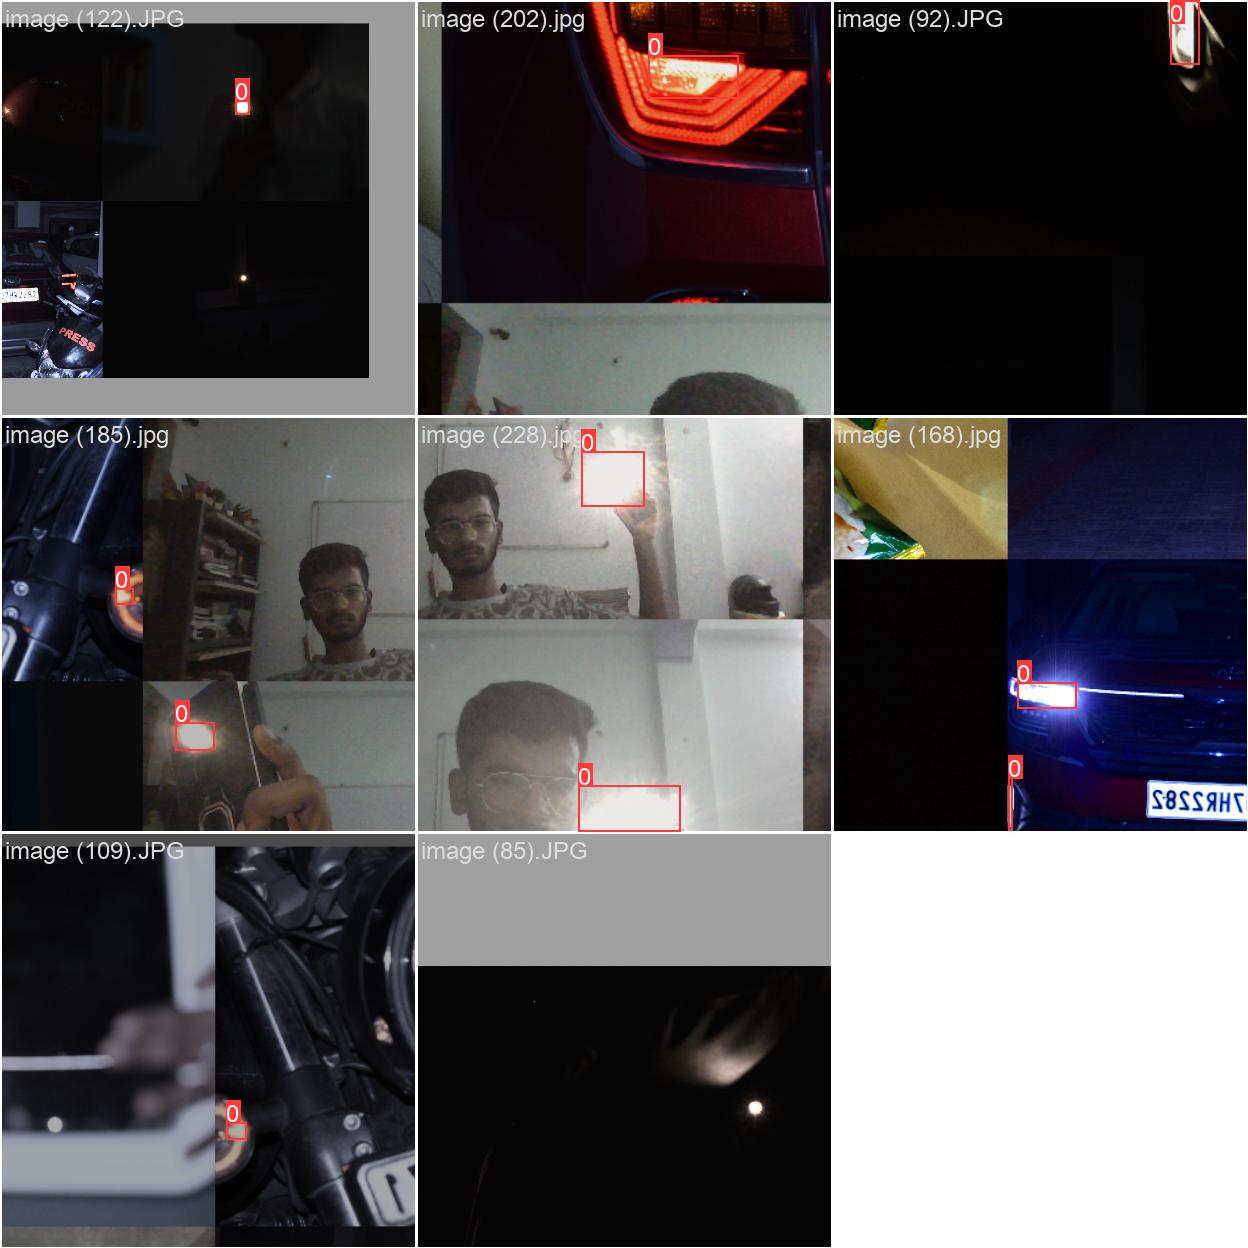 image (122).JPG
0
07HR2282
PRESS
image (202).jpg
0
image (92).JPG
0
image (185).jpg
0
0
image (228).jpg
0
0
image (168).jpg
0
0
7HR2282
image (109).JPG
0
image (85).JPG